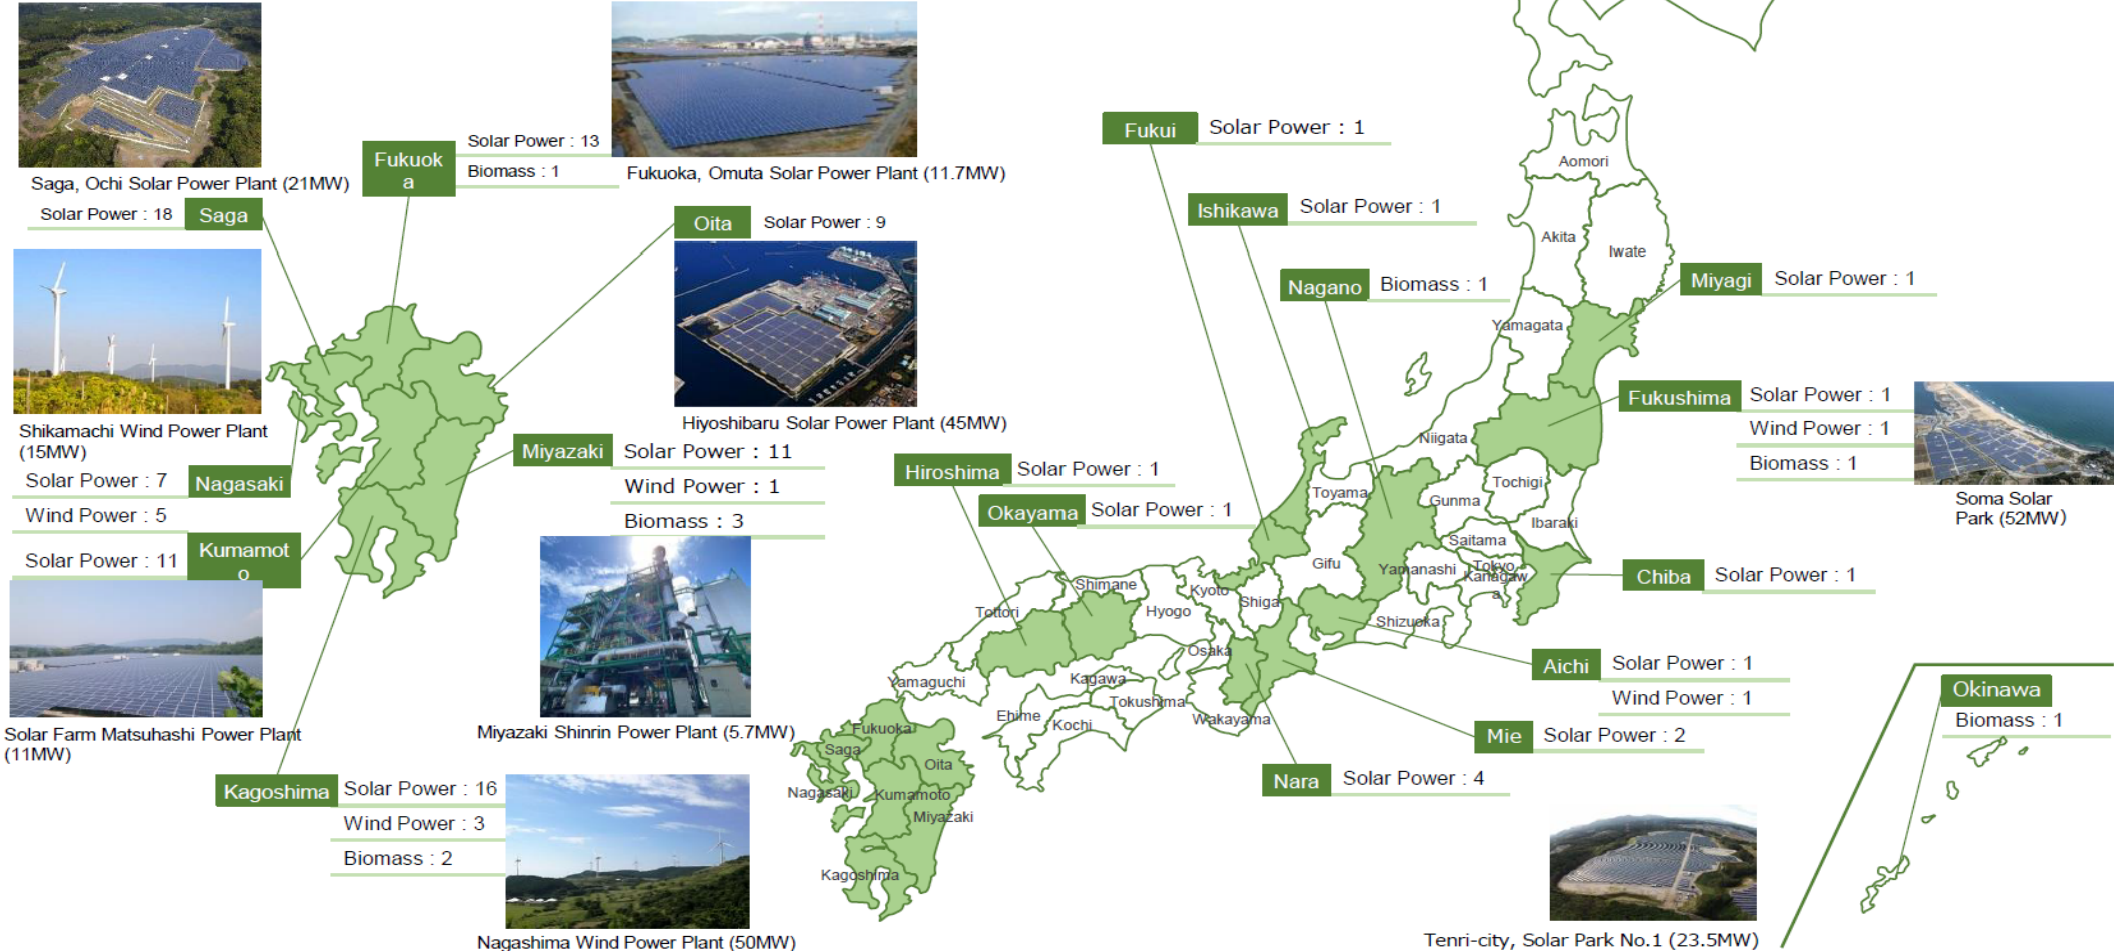 Saga, Ochi Solar Power Plant (21MW)
Solar Power : 18
Saga
Fukuok
a
Solar Power : 13
Biomass : 1
Fukuoka, Omuta Solar Power Plant (11.7MW)
Oita
Solar Power : 9
Hiyoshibaru Solar Power Plant (45MW)
Shikamachi Wind Power Plant
(15MW)
Solar Power : 7
Wind Power : 5
Nagasaki
Solar Power : 11
Kumamot
o
Solar Farm Matsuhashi Power Plant
(11MW)
Miyazaki
Solar Power : 11
Wind Power : 1
Biomass : 3
Miyazaki Shinrin Power Plant (5.7MW)
Kagoshima
Solar Power : 16
Wind Power : 3
Biomass : 2
Nagashima Wind Power Plant (50MW)
Fukui
Solar Power : 1
Ishikawa
Solar Power : 1
Nagano
Biomass : 1
Hiroshima
Solar Power : 1
Okayama
Solar Power : 1
Miyagi
Solar Power : 1
Fukushima
Solar Power : 1
Wind Power : 1
Biomass : 1
Soma Solar
Park (52MW)
Chiba
Solar Power : 1
Aichi
Solar Power : 1
Wind Power : 1
Mie
Solar Power : 2
Nara
Solar Power : 4
Tenri-city, Solar Park No.1 (23.5MW)
Okinawa
Biomass : 1
Aomori
Akita
Iwate
Yamagata
Niigata
Toyama
Gunma
Tochigi
Ibaraki
Saitama
Gifu
Yamanashi
Tokyo
Kanagaw
a
Shizuoka
Shimane
Tottori
Hyogo
Kyoto
Shiga
Osaka
Wakayama
Yamaguchi
Kagawa
Tokushima
Ehime
Kochi
Fukuoka
Saga
Oita
Nagasaki
Kumamoto
Miyazaki
Kagoshima